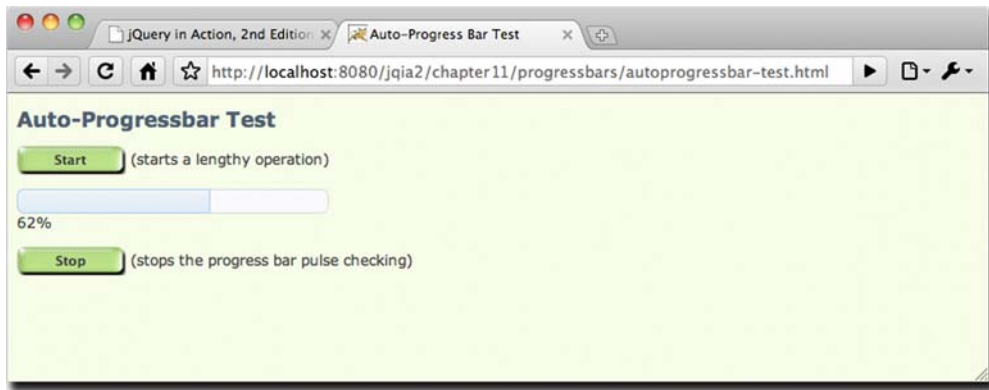 jQuery in Action, 2nd Edition
Auto-Progress Bar Test
http://localhost:8080/jqia2/chapter11/progressbars/autoprogressbar-test.html
Auto-Progressbar Test
Start (starts a lengthy operation)
62%
Stop (stops the progress bar pulse checking)